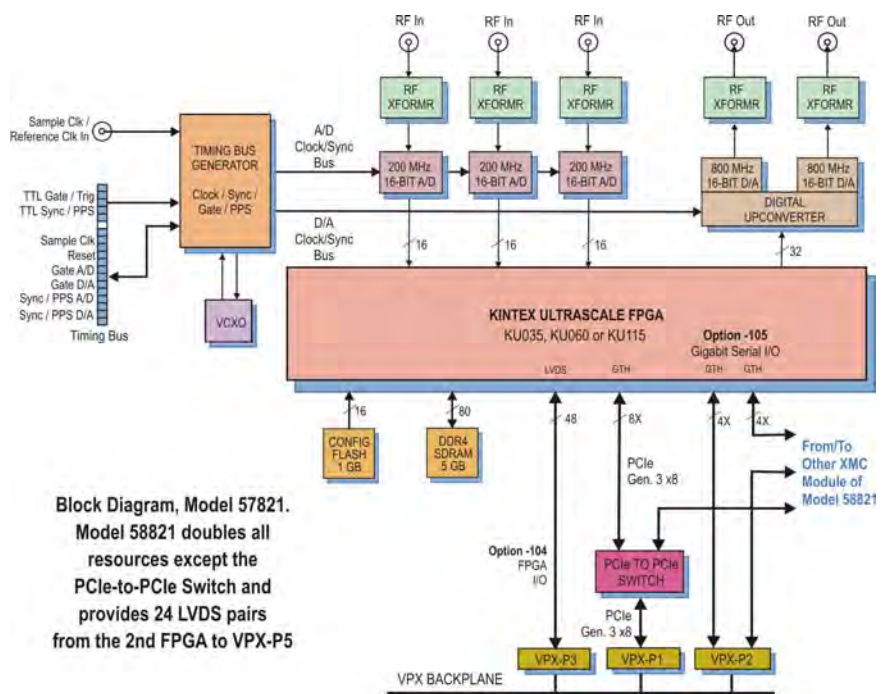 RF In
RF In
RF In
RF Out
RF Out
RF XFORMR
RF XFORMR
RF XFORMR
RF XFORMR
RF XFORMR
Sample Clk /
Reference Clk In
TIMING BUS
GENERATOR
Clock / Sync /
Gate / PPS
A/D
Clock/Sync
Bus
200 MHz
16-BIT A/D
200 MHz
16-BIT A/D
200 MHz
16-BIT A/D
800 MHz
16-BIT D/A
800 MHz
16-BIT D/A
DIGITAL
UPCONVERTER
TTL Gate / Trig
TTL Sync / PPS
Sample Clk
Reset
Gate A/D
Gate D/A
Sync / PPS A/D
Sync / PPS D/A
Timing Bus
VCXO
D/A
Clock/Sync
Bus
16
16
16
32
KINTEX ULTRASCALE FPGA
KU035, KU060 or KU115
Option -105
Gigabit Serial I/O
LVDS
GTH
GTH
GTH
16
80
48
8X
4X
4X
CONFIG
FLASH
1 GB
DDR4
SDRAM
5 GB
PCIe
Gen. 3 x8
From/To
Other XMC
Module of
Model 58821
Block Diagram, Model 57821.
Model 58821 doubles all
resources except the
PCIe-to-PCIe Switch and
provides 24 LVDS pairs
from the 2nd FPGA to VPX-P5
Option -104
FPGA
I/O
PCIe TO PCIe
SWITCH
PCIe
Gen. 3 x8
VPX-P3
VPX-P1
VPX-P2
VPX BACKPLANE